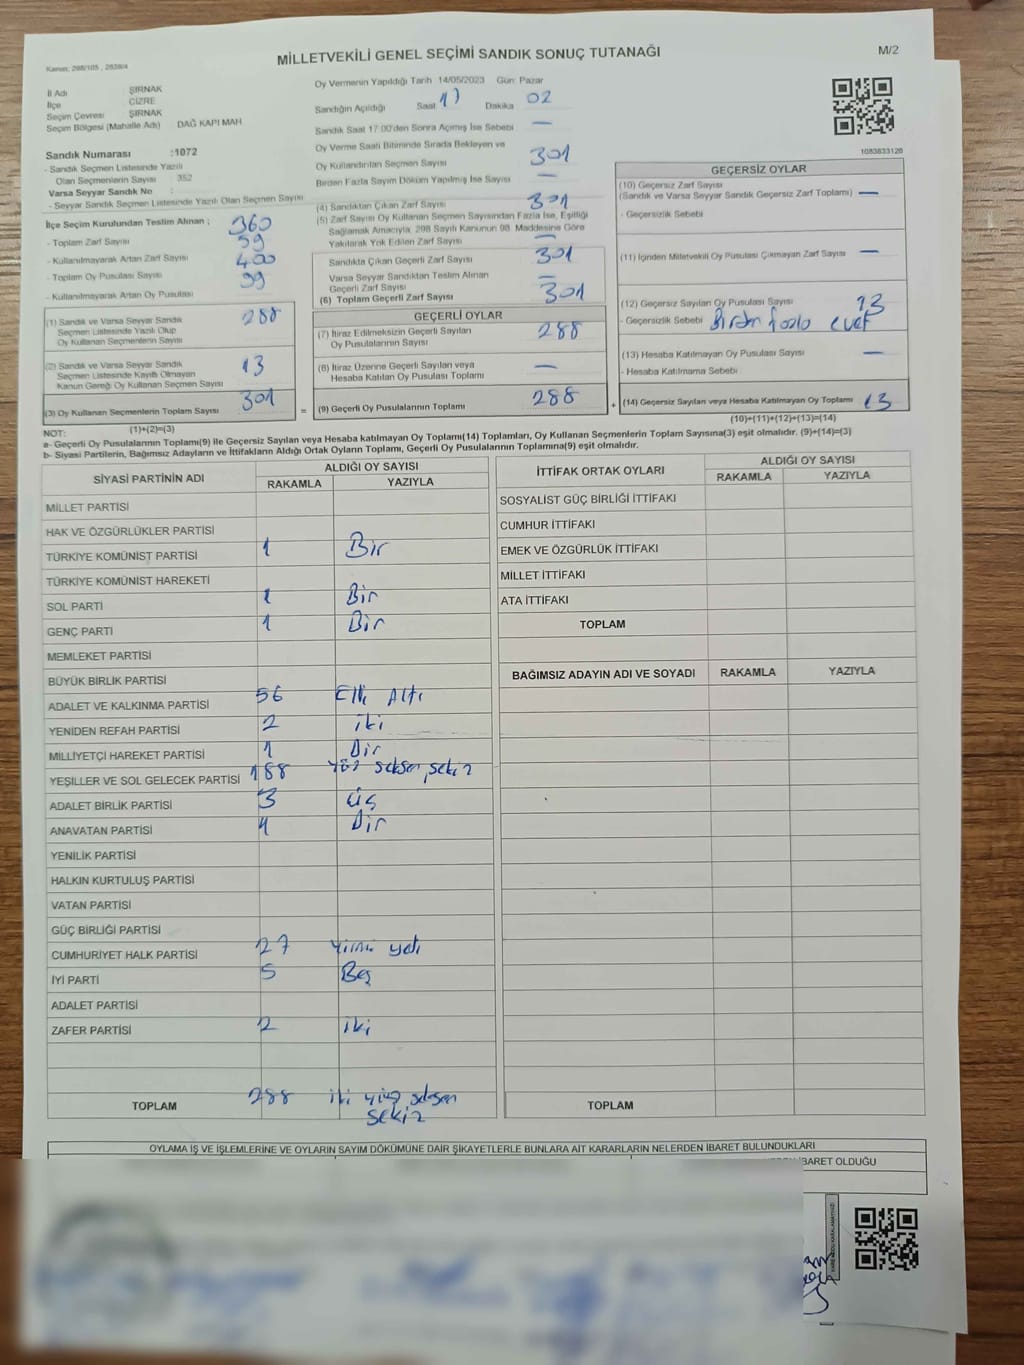 MİLLETVEKİLİ GENEL SEÇİMİ SANDIK SONUÇ TUTANAĞI
M/2
Kanun: 298/105 , 2839/4
İl Adı : ŞIRNAK
İlçe : CİZRE
Seçim Çevresi : ŞIRNAK
Seçim Bölgesi (Mahalle Adı) DAĞ KAPI MAH
Sandık Numarası :1072
- Sandık Seçmen Listesinde Yazılı
Olan Seçmenlerin Sayısı : 352
Varsa Seyyar Sandık No :
- Seyyar Sandık Seçmen Listesinde Yazılı Olan Seçmen Sayısı
İlçe Seçim Kurulundan Teslim Alınan ;
- Toplam Zarf Sayısı 360
- Kullanılmayarak Artan Zarf Sayısı 59
- Toplam Oy Pusulası Sayısı 400
- Kullanılmayarak Artan Oy Pusulası 99
(1) Sandık ve Varsa Seyyar Sandık
Seçmen Listesinde Yazılı Olup
Oy Kullanan Seçmenlerin Sayısı 288
(2) Sandık ve Varsa Seyyar Sandık
Seçmen Listesinde Kayıtlı Olmayan
Kanun Gereği Oy Kullanan Seçmen Sayısı 13
(3) Oy Kullanan Seçmenlerin Toplam Sayısı 301
(1)+(2)=(3)
Oy Vermenin Yapıldığı Tarih 14/05/2023 Gün: Pazar
Sandığın Açıldığı Saat 17 Dakika 02
Sandık Saat 17.00'den Sonra Açılmış İse Sebebi —
Oy Verme Saati Bitiminde Sırada Bekleyen ve
Oy Kullandırılan Seçmen Sayısı 301
Birden Fazla Sayım Döküm Yapılmış İse Sayısı —
(4) Sandıktan Çıkan Zarf Sayısı 301
(5) Zarf Sayısı Oy Kullanan Seçmen Sayısından Fazla İse, Eşitliği
Sağlamak Amacıyla, 298 Sayılı Kanunun 98. Maddesine Göre
Yakılarak Yok Edilen Zarf Sayısı —
Sandıkta Çıkan Geçerli Zarf Sayısı 301
Varsa Seyyar Sandıktan Teslim Alınan
Geçerli Zarf Sayısı —
(6) Toplam Geçerli Zarf Sayısı 301
GEÇERLİ OYLAR
(7) İtiraz Edilmeksizin Geçerli Sayılan
Oy Pusulalarının Sayısı 288
(8) İtiraz Üzerine Geçerli Sayılan veya
Hesaba Katılan Oy Pusulası Toplamı —
= (9) Geçerli Oy Pusulalarının Toplamı 288 +
1083833126
GEÇERSİZ OYLAR
(10) Geçersiz Zarf Sayısı
(Sandık ve Varsa Seyyar Sandık Geçersiz Zarf Toplamı) —
- Geçersizlik Sebebi
(11) İçinden Milletvekili Oy Pusulası Çıkmayan Zarf Sayısı —
(12) Geçersiz Sayılan Oy Pusulası Sayısı 13
- Geçersizlik Sebebi Birden fazla evet
(13) Hesaba Katılmayan Oy Pusulası Sayısı —
- Hesaba Katılmama Sebebi
(14) Geçersiz Sayılan veya Hesaba Katılmayan Oy Toplamı 13
(10)+(11)+(12)+(13)=(14)
NOT:
a- Geçerli Oy Pusulalarının Toplamı(9) ile Geçersiz Sayılan veya Hesaba katılmayan Oy Toplamı(14) Toplamları, Oy Kullanan Seçmenlerin Toplam Sayısına(3) eşit olmalıdır. (9)+(14)=(3)
b- Siyasi Partilerin, Bağımsız Adayların ve İttifakların Aldığı Ortak Oyların Toplamı, Geçerli Oy Pusulalarının Toplamına(9) eşit olmalıdır.
SİYASİ PARTİNİN ADI ALDIĞI OY SAYISI
RAKAMLA YAZIYLA
MİLLET PARTİSİ
HAK VE ÖZGÜRLÜKLER PARTİSİ
TÜRKİYE KOMÜNİST PARTİSİ 1 Bir
TÜRKİYE KOMÜNİST HAREKETİ
SOL PARTİ 1 Bir
GENÇ PARTİ 1 Bir
MEMLEKET PARTİSİ
BÜYÜK BİRLİK PARTİSİ
ADALET VE KALKINMA PARTİSİ 56 Elli Altı
YENİDEN REFAH PARTİSİ 2 iki
MİLLİYETÇİ HAREKET PARTİSİ 1 Bir
YEŞİLLER VE SOL GELECEK PARTİSİ 188 yüz seksen sekiz
ADALET BİRLİK PARTİSİ 3 üç
ANAVATAN PARTİSİ 1 Bir
YENİLİK PARTİSİ
HALKIN KURTULUŞ PARTİSİ
VATAN PARTİSİ
GÜÇ BİRLİĞİ PARTİSİ
CUMHURİYET HALK PARTİSİ 27 yirmi yedi
İYİ PARTİ 5 Beş
ADALET PARTİSİ
ZAFER PARTİSİ 2 iki
TOPLAM 288 iki yüz seksen
sekiz
İTTİFAK ORTAK OYLARI ALDIĞI OY SAYISI
RAKAMLA YAZIYLA
SOSYALİST GÜÇ BİRLİĞİ İTTİFAKI
CUMHUR İTTİFAKI
EMEK VE ÖZGÜRLÜK İTTİFAKI
MİLLET İTTİFAKI
ATA İTTİFAKI
TOPLAM
BAĞIMSIZ ADAYIN ADI VE SOYADI RAKAMLA YAZIYLA
TOPLAM
OYLAMA İŞ VE İŞLEMLERİNE VE OYLARIN SAYIM DÖKÜMÜNE DAİR ŞİKAYETLERLE BUNLARA AİT KARARLARIN NELERDEN İBARET BULUNDUKLARI
İBARET OLDUĞU